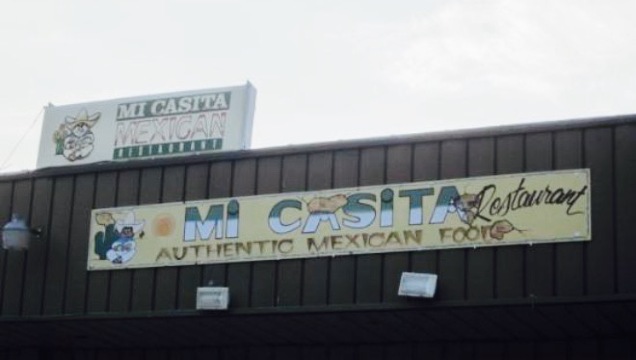 MI CASITA
MEXICAN
RESTAURANT
Mi CASiTA Restaurant
AUTHENTIC MEXICAN FOOD